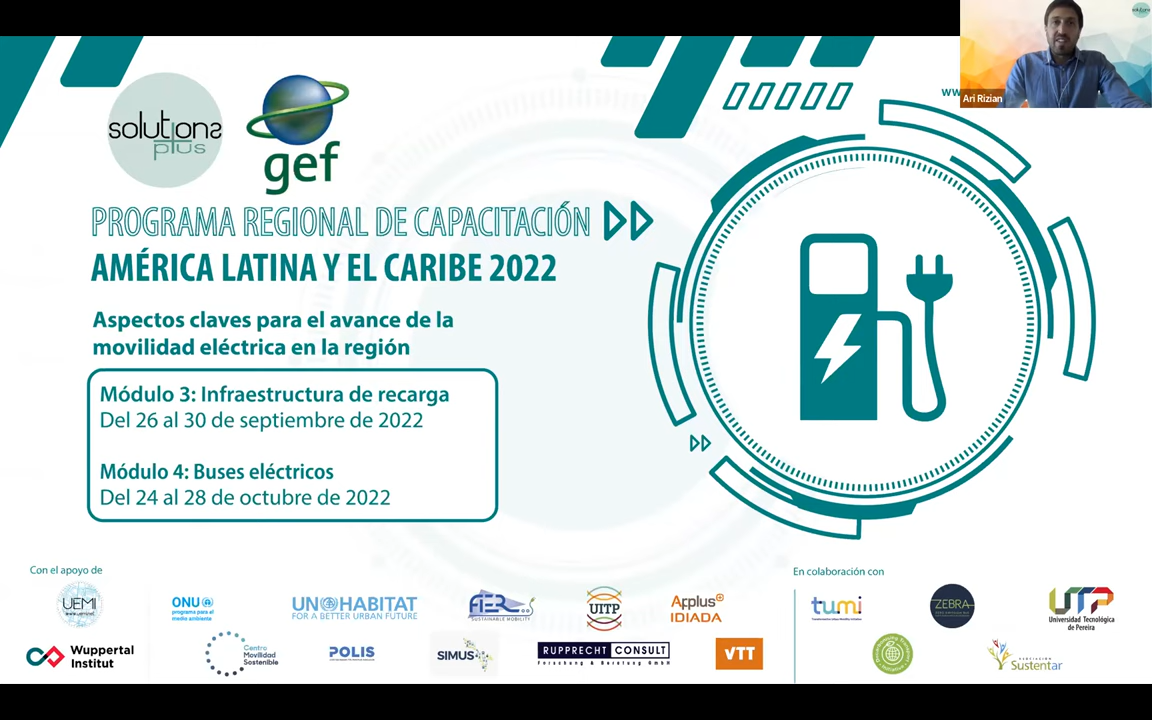 solutions
plus
gef
PROGRAMA REGIONAL DE CAPACITACIÓN
AMÉRICA LATINA Y EL CARIBE 2022
Aspectos claves para el avance de la
movilidad eléctrica en la región
Módulo 3: Infraestructura de recarga
Del 26 al 30 de septiembre de 2022
Módulo 4: Buses eléctricos
Del 24 al 28 de octubre de 2022
ww
Ari Rizian
Con el apoyo de
UEMI
ONU
programa para el
medio ambiente
UN HABITAT
FOR A BETTER URBAN FUTURE
AER
SUSTAINABLE MOBILITY
UITP
Applus+
IDIADA
Wuppertal
Institut
Centro
Movilidad
Sostenible
POLIS
SIMUS
RUPPRECHT CONSULT
Forschung & Beratung GmbH
VTT
En colaboración con
tumi
ZEBRA
UTP
Universidad Tecnológica
de Pereira
ASOCIACIÓN
Sustentar